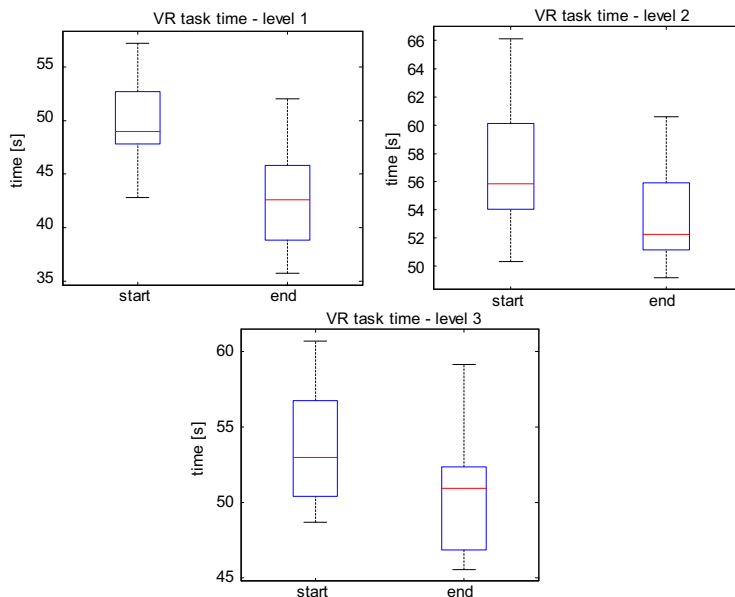 VR task time - level 1
55
50
45
40
35
time [s]
start end
VR task time - level 2
66
64
62
60
58
56
54
52
50
time [s]
start end
VR task time - level 3
60
55
50
45
time [s]
start end